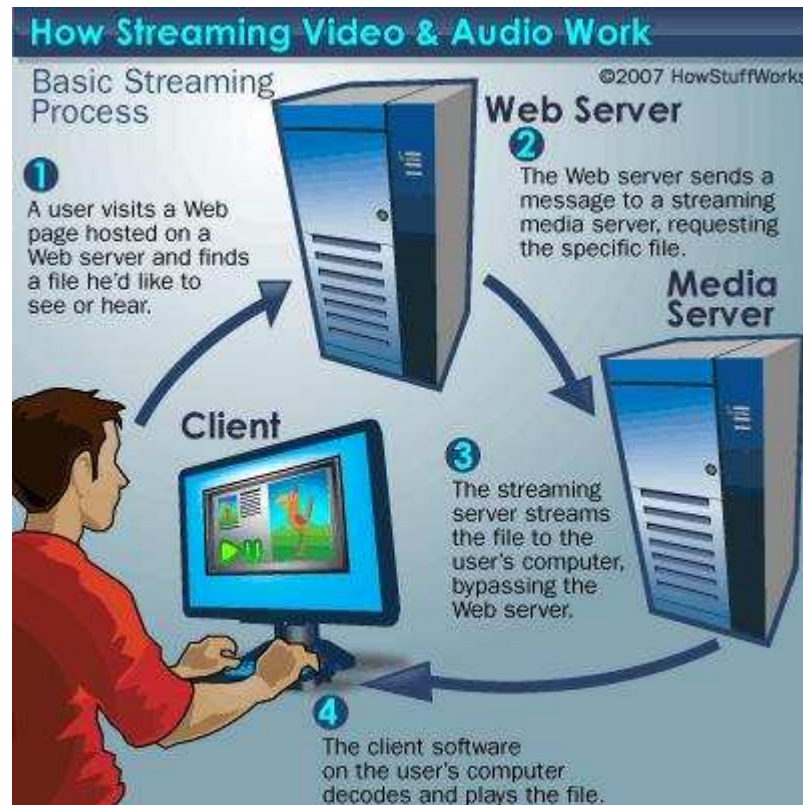 How Streaming Video & Audio Work
Basic Streaming
Process
©2007 HowStuffWorks
Web Server
1
A user visits a Web
page hosted on a
Web server and finds
a file he'd like to
see or hear.
2
The Web server sends a
message to a streaming
media server, requesting
the specific file.
Media
Server
Client
3
The streaming
server streams
the file to the
user's computer,
bypassing the
Web server.
4
The client software
on the user's computer
decodes and plays the file.